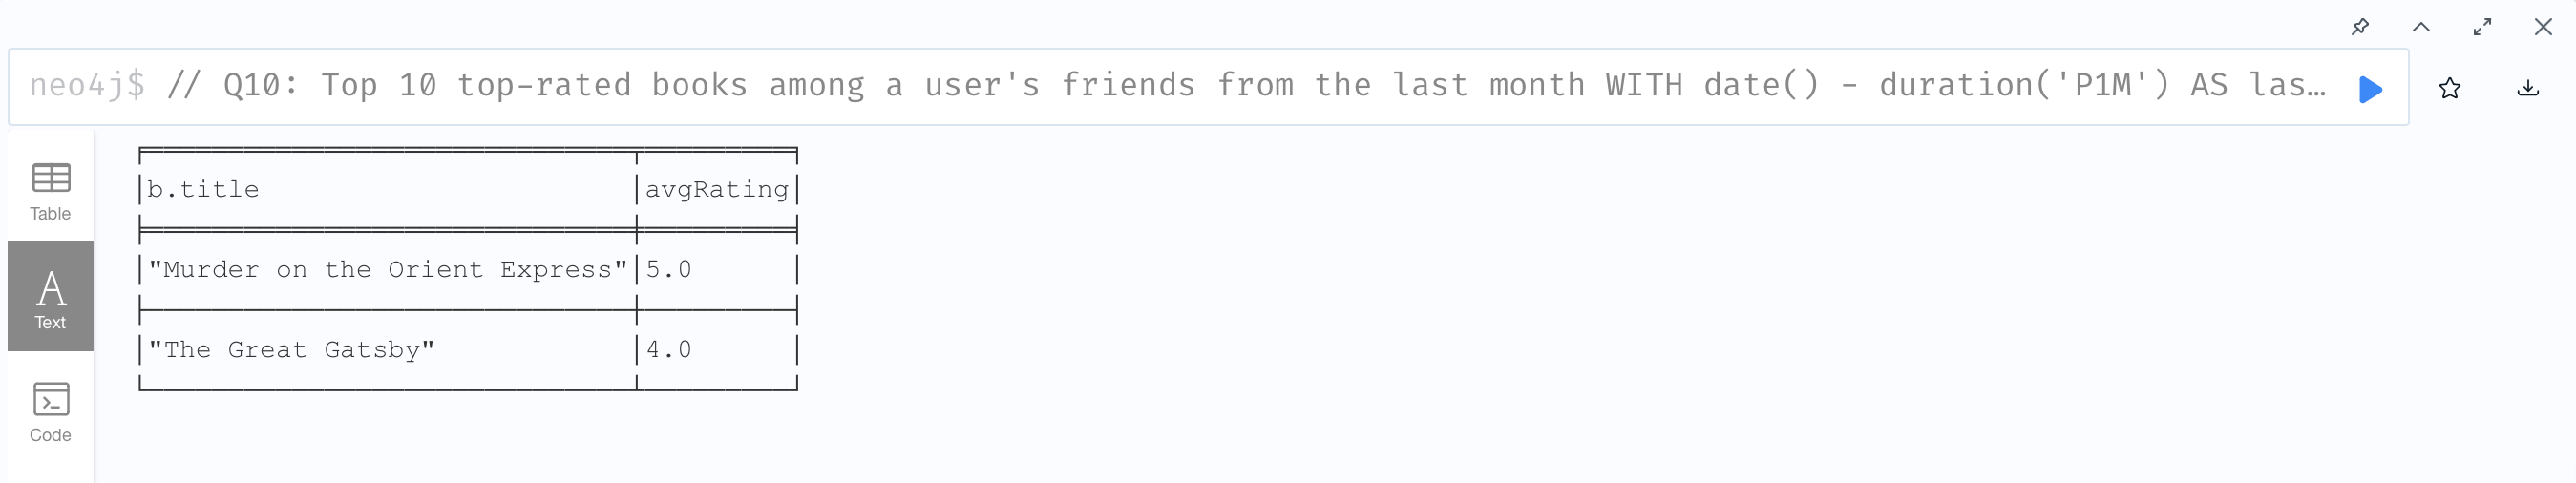 neo4j$ // Q10: Top 10 top-rated books among a user's friends from the last month WITH date() - duration('P1M') AS las…
Table
Text
Code
b.title avgRating
"Murder on the Orient Express" 5.0
"The Great Gatsby" 4.0